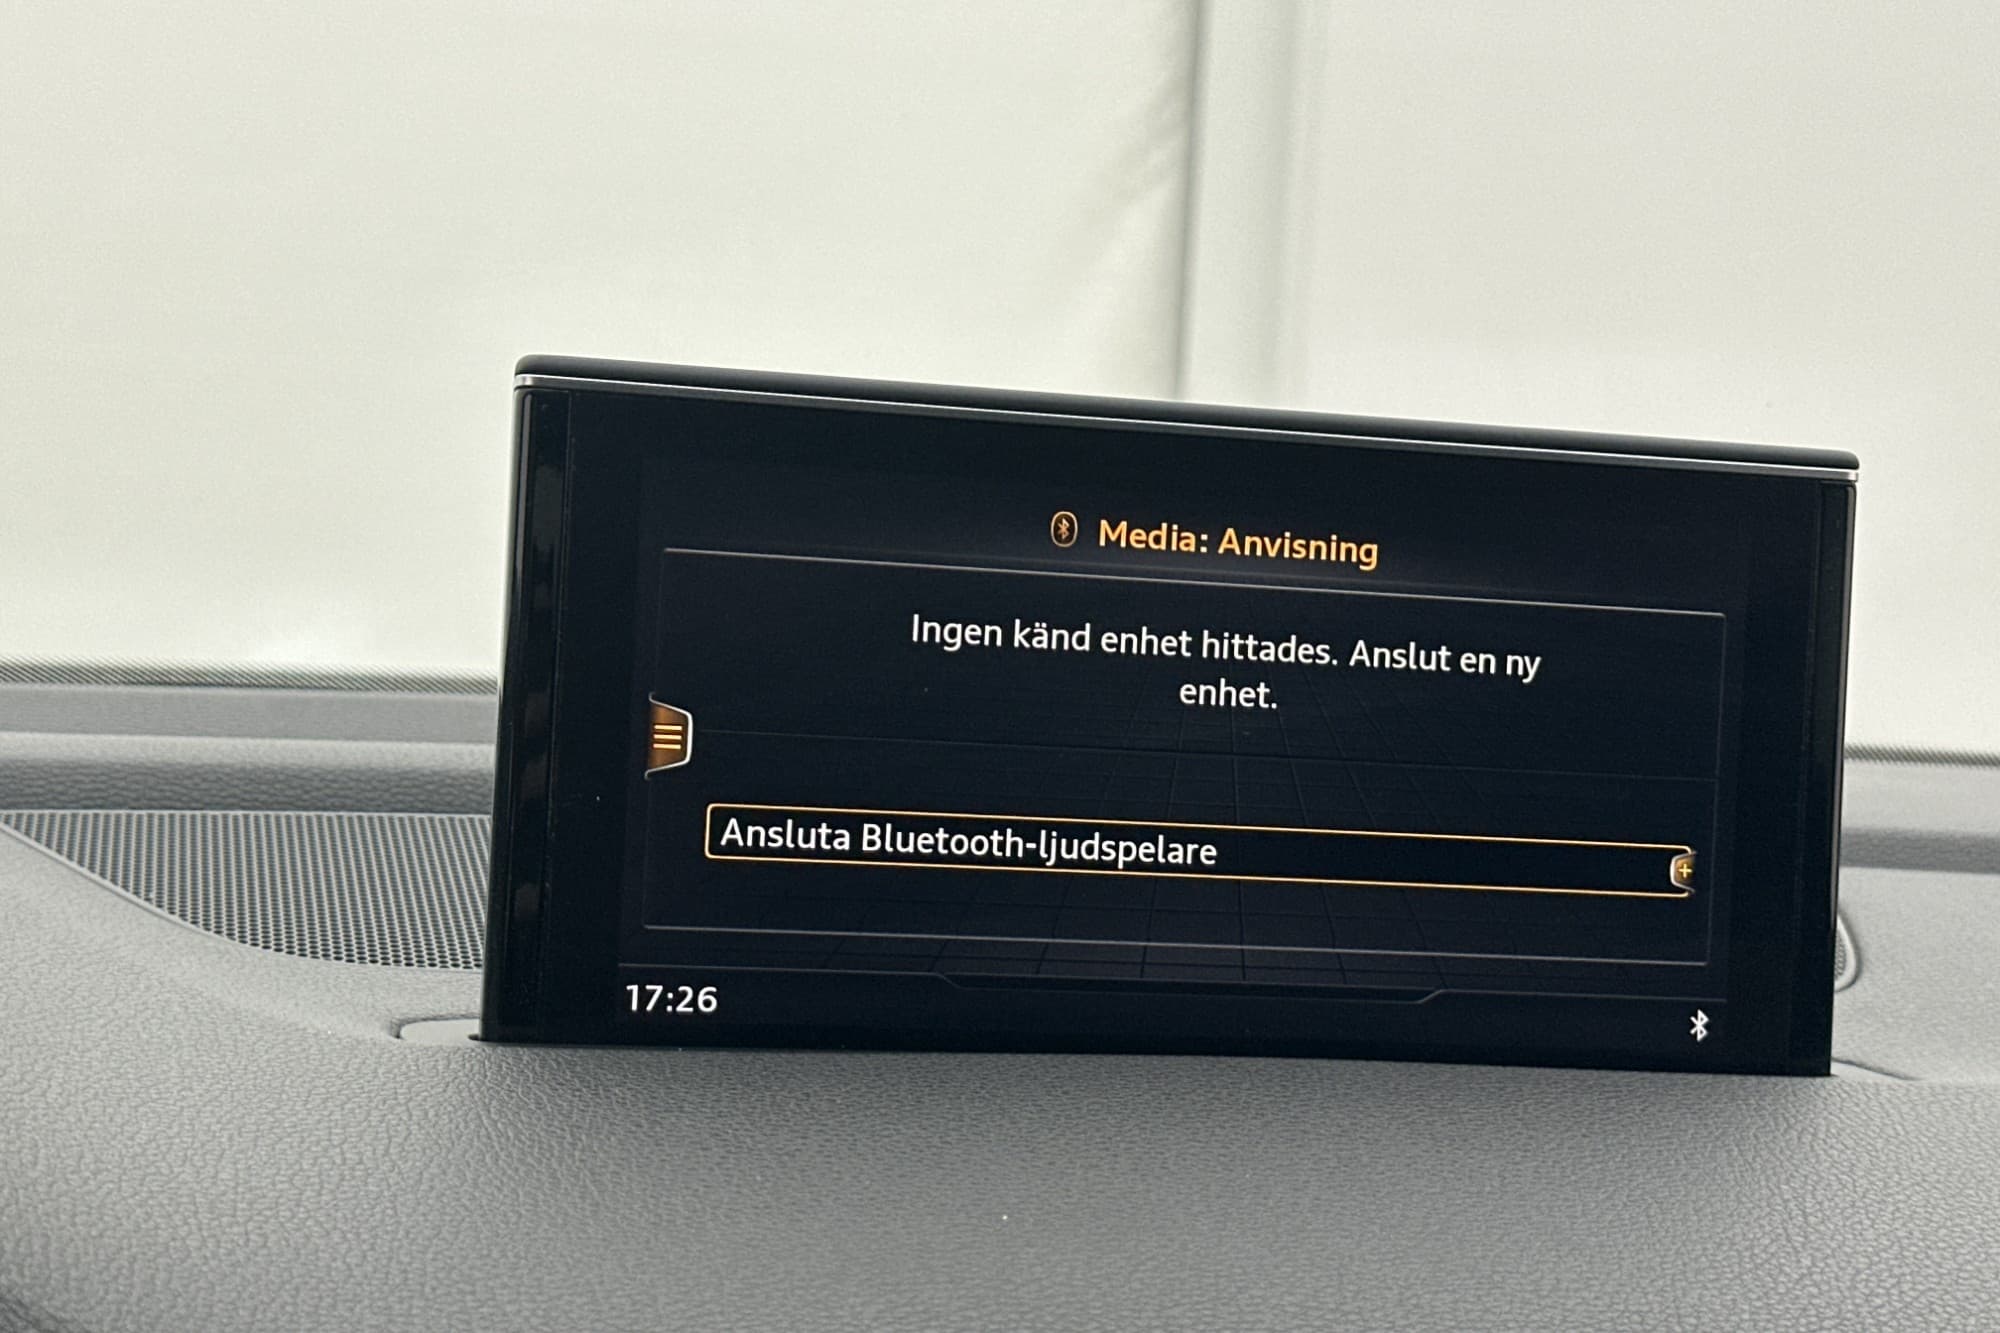 Media: Anvisning
Ingen känd enhet hittades. Anslut en ny
enhet.
Ansluta Bluetooth-ljudspelare
17:26